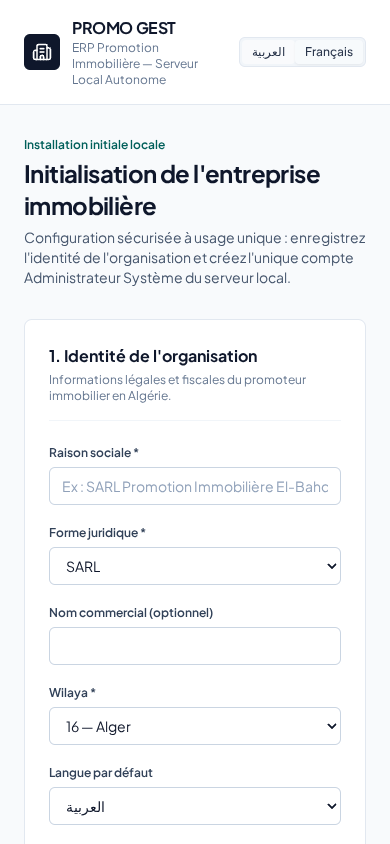 PROMO GEST
ERP Promotion
Immobilière — Serveur
Local Autonome
العربية
Français
Installation initiale locale
Initialisation de l'entreprise
immobilière
Configuration sécurisée à usage unique : enregistrez
l'identité de l'organisation et créez l'unique compte
Administrateur Système du serveur local.
1. Identité de l'organisation
Informations légales et fiscales du promoteur
immobilier en Algérie.
Raison sociale *
Ex : SARL Promotion Immobilière El-Bahd
Forme juridique *
SARL
Nom commercial (optionnel)
Wilaya *
16 — Alger
Langue par défaut
العربية